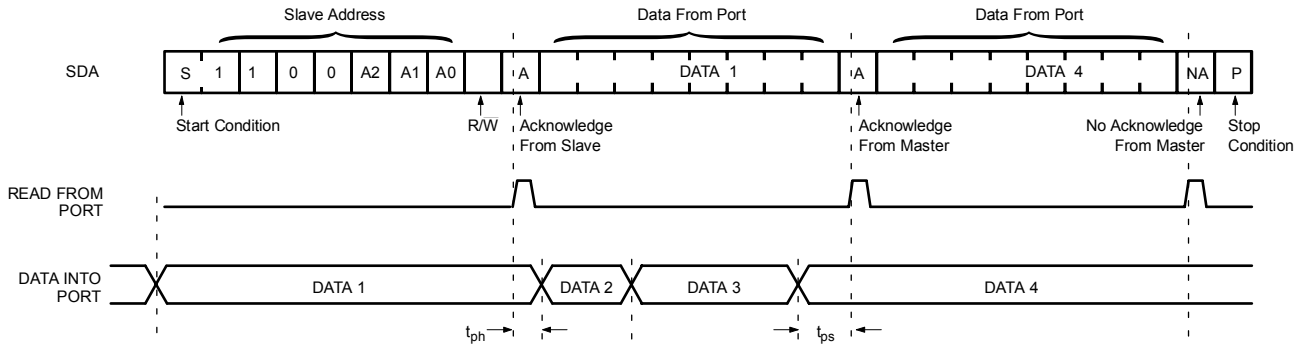 Slave Address Data From Port Data From Port
SDA S 1 1 0 0 A2 A1 A0 A DATA 1 A DATA 4 NA P
Start Condition R/W̅ Acknowledge From Slave Acknowledge From Master No Acknowledge From Master Stop Condition
READ FROM
PORT
DATA INTO
PORT
DATA 1 DATA 2 DATA 3 DATA 4
tph tps